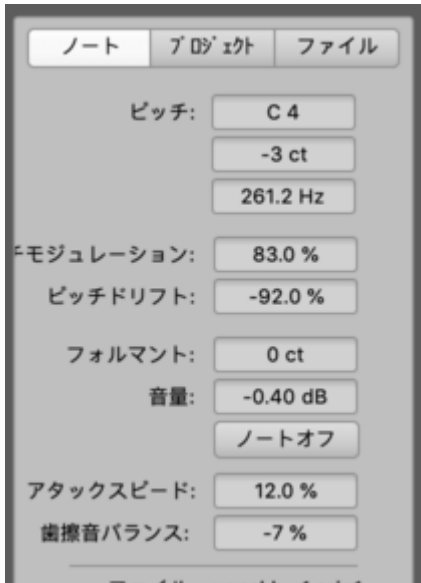 ノート プロジェクト ファイル
ピッチ: C 4
-3 ct
261.2 Hz
モジュレーション: 83.0 %
ピッチドリフト: -92.0 %
フォルマント: 0 ct
音量: -0.40 dB
ノートオフ
アタックスピード: 12.0 %
歯擦音バランス: -7 %